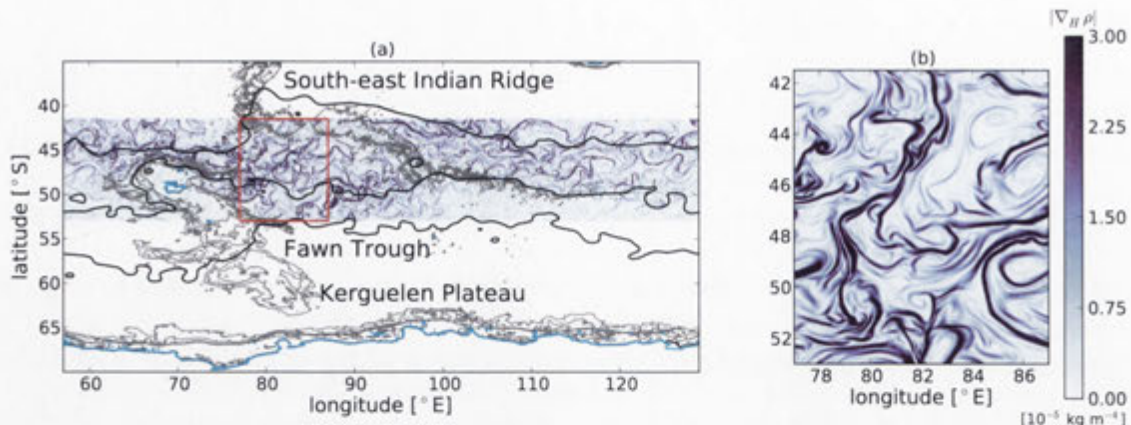 (a)
South-east Indian Ridge
Fawn Trough
Kerguelen Plateau
latitude [°S]
40
45
50
55
60
65
60 70 80 90 100 110 120
longitude [°E]
(b)
42
44
46
48
50
52
78 80 82 84 86
longitude [°E]
|∇_H ρ|
3.00
2.25
1.50
0.75
0.00
[10⁻⁵ kg m⁻⁴]